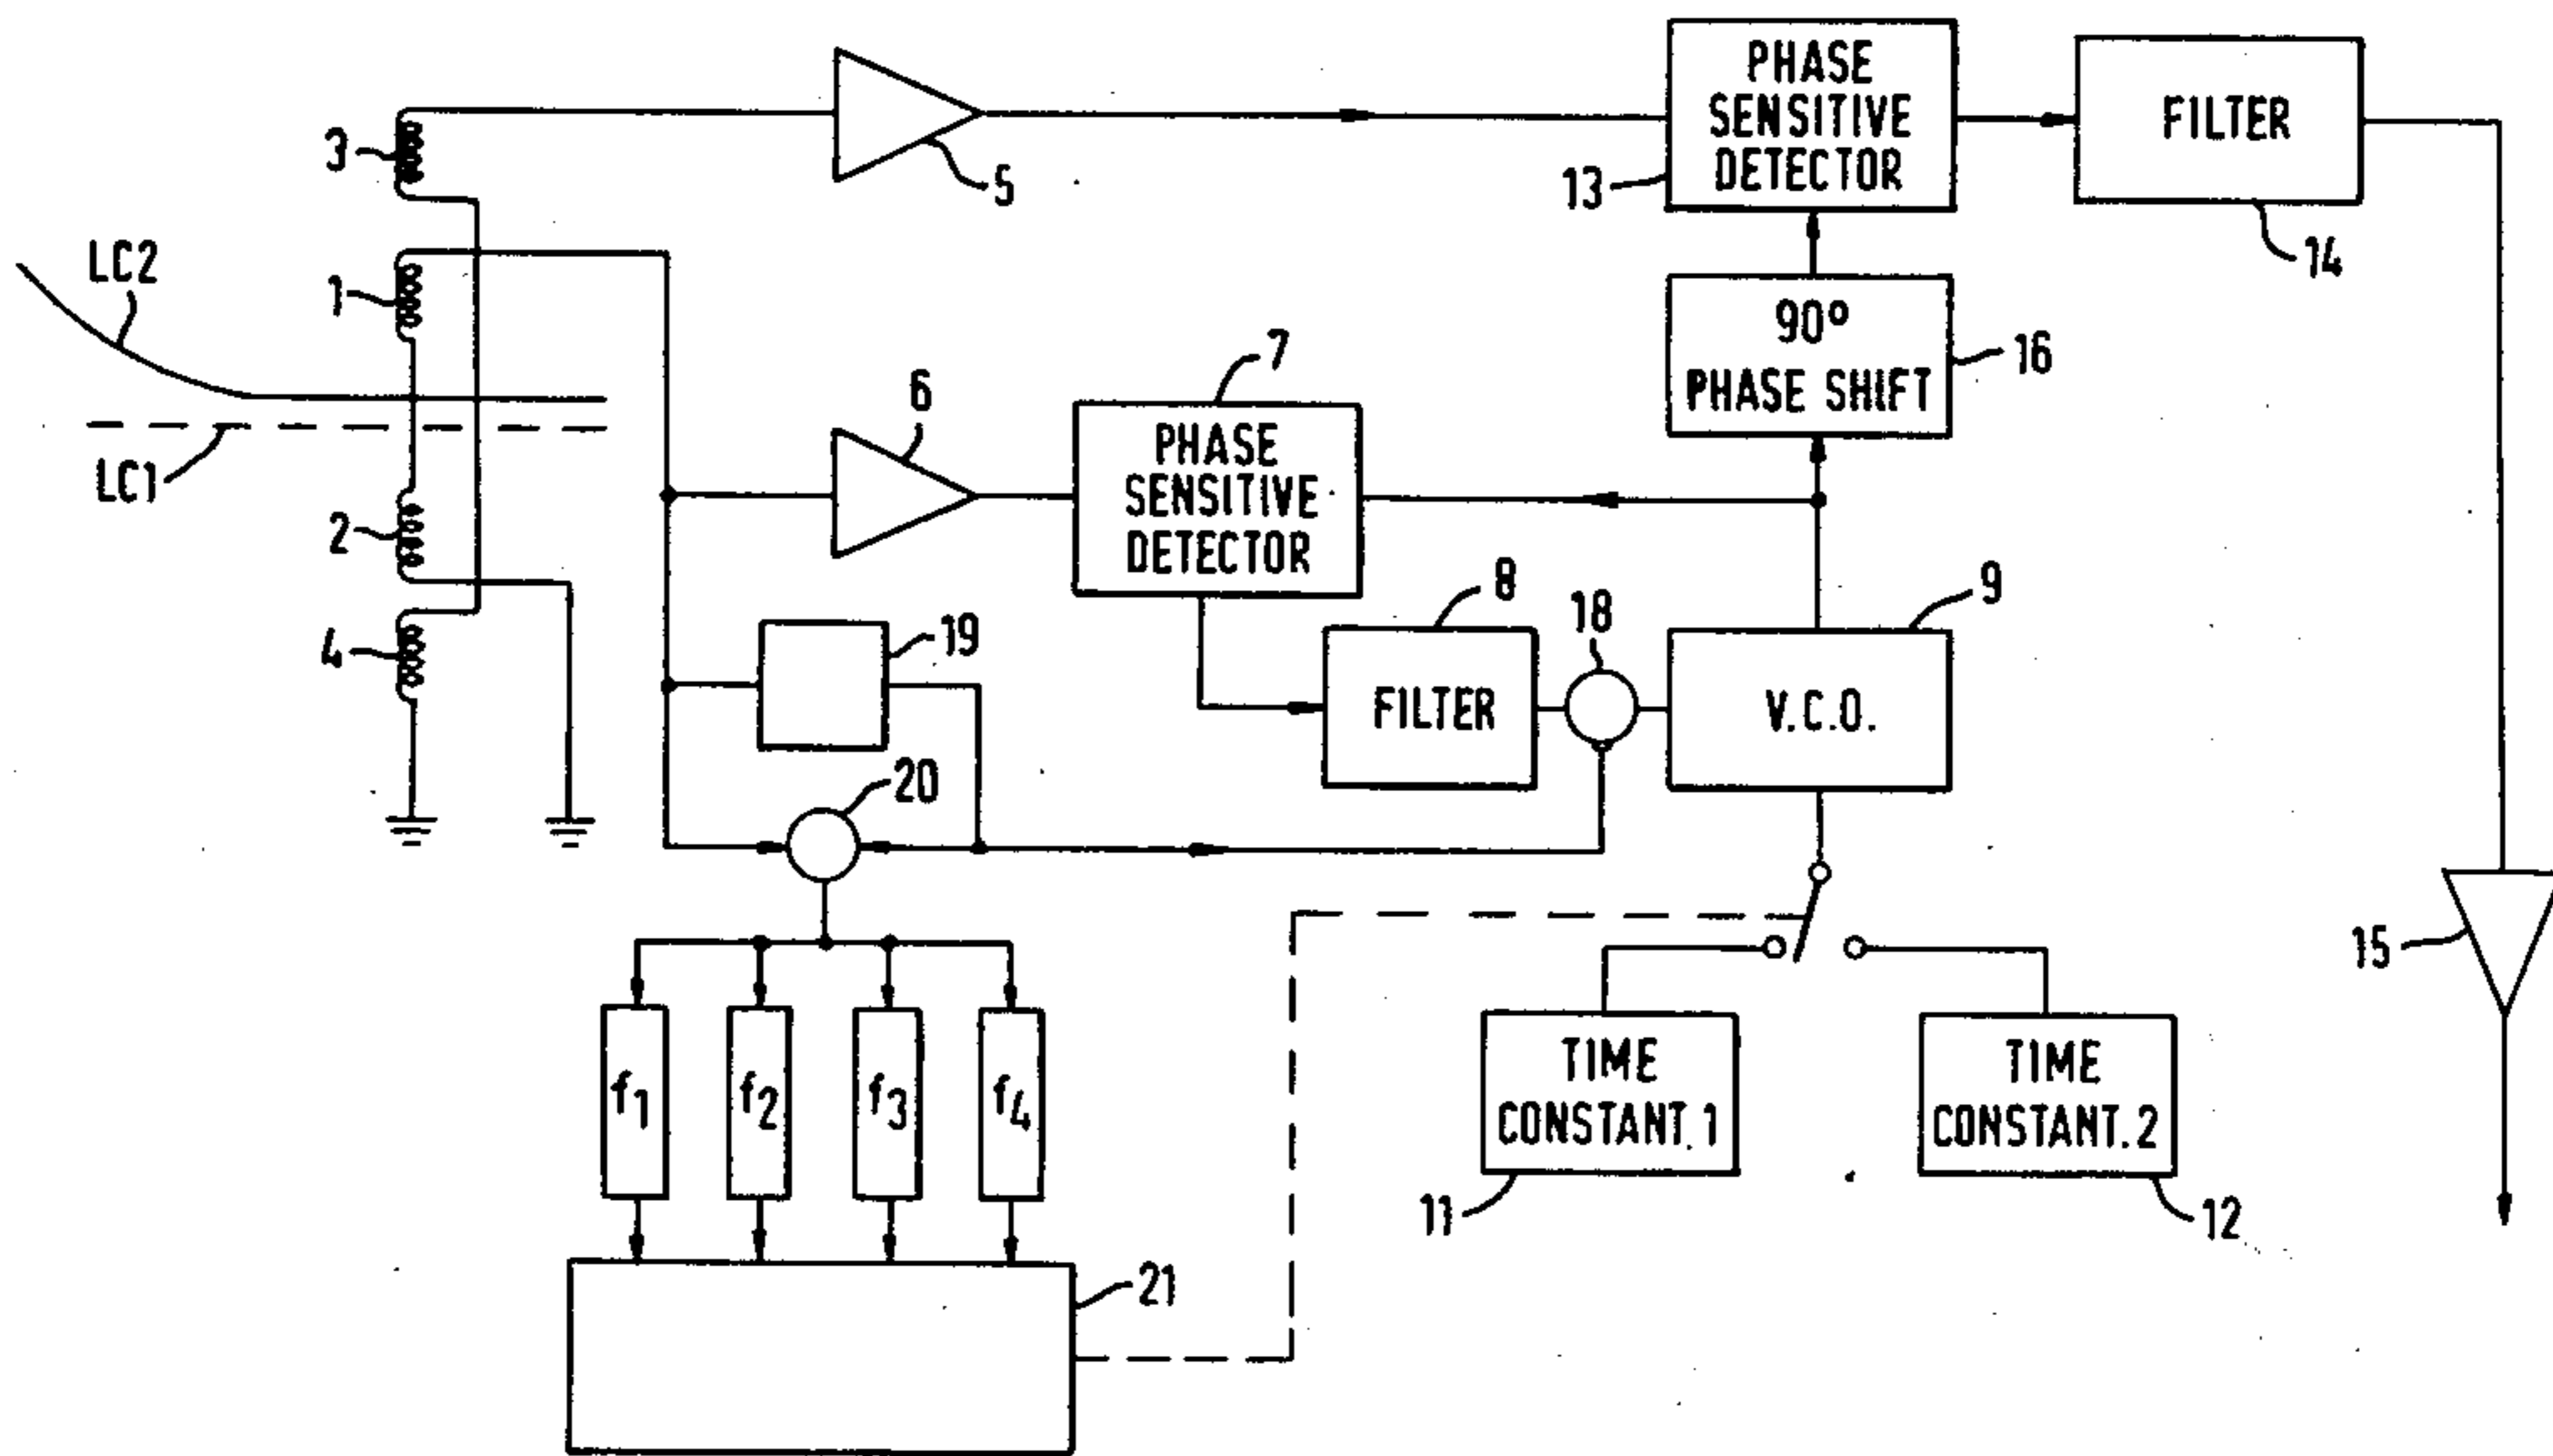 PHASE
SENSITIVE
DETECTOR
FILTER
3
5
13
14
LC2
1
90°
PHASE SHIFT
16
7
6
PHASE
SENSITIVE
DETECTOR
LC1
2
8
18
9
4
19
FILTER
V.C.O.
20
15
f1
f2
f3
f4
TIME
CONSTANT.1
TIME
CONSTANT.2
11
12
21